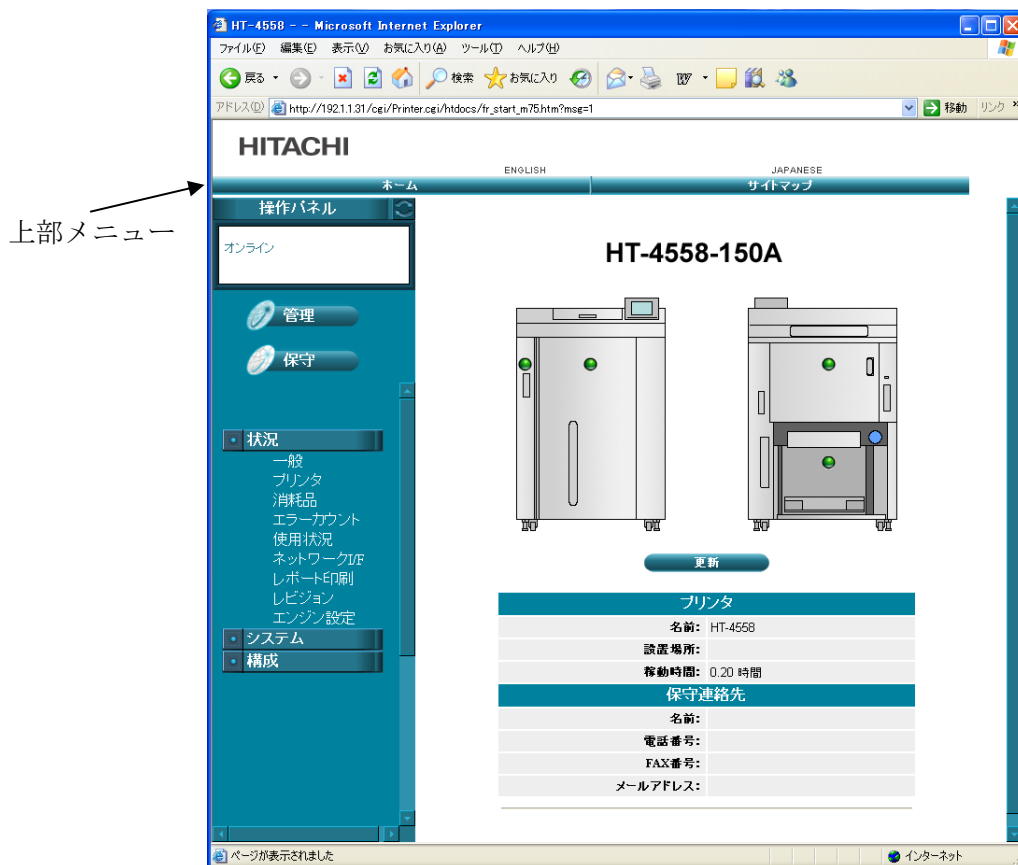 HT-4558 - - Microsoft Internet Explorer
ファイル(F) 編集(E) 表示(V) お気に入り(A) ツール(T) ヘルプ(H)
戻る 検索 お気に入り
アドレス(D) http://192.1.1.31/cgi/Printer.cgi/htdocs/fr_start_m75.htm?msg=1 移動 リンク »
HITACHI
ENGLISH JAPANESE
ホーム サイトマップ
上部メニュー
操作パネル
オンライン
管理
保守
状況
一般
プリンタ
消耗品
エラーカウント
使用状況
ネットワークI/F
レポート印刷
レビジョン
エンジン設定
システム
構成
HT-4558-150A
更新
プリンタ
名前: HT-4558
設置場所:
稼動時間: 0.20 時間
保守連絡先
名前:
電話番号:
FAX番号:
メールアドレス:
ページが表示されました インターネット